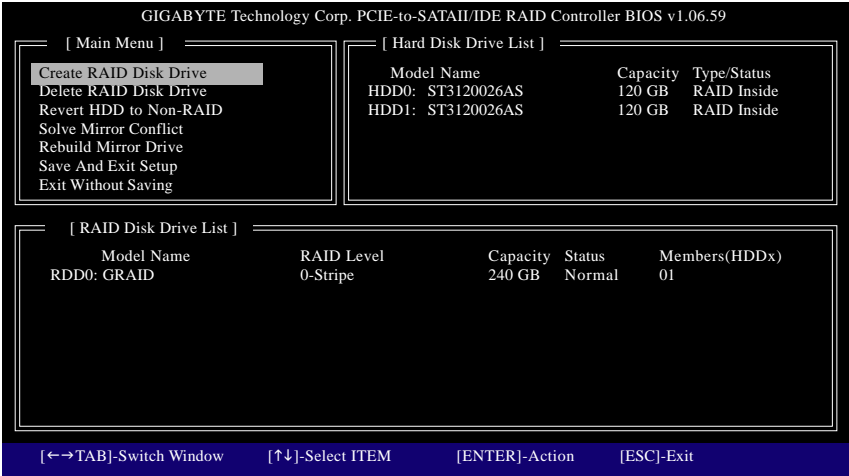 GIGABYTE Technology Corp. PCIE-to-SATAII/IDE RAID Controller BIOS v1.06.59
[ Main Menu ]
Create RAID Disk Drive
Delete RAID Disk Drive
Revert HDD to Non-RAID
Solve Mirror Conflict
Rebuild Mirror Drive
Save And Exit Setup
Exit Without Saving
[ Hard Disk Drive List ]
Model Name Capacity Type/Status
HDD0: ST3120026AS 120 GB RAID Inside
HDD1: ST3120026AS 120 GB RAID Inside
[ RAID Disk Drive List ]
Model Name RAID Level Capacity Status Members(HDDx)
RDD0: GRAID 0-Stripe 240 GB Normal 01
[←→TAB]-Switch Window [↑↓]-Select ITEM [ENTER]-Action [ESC]-Exit